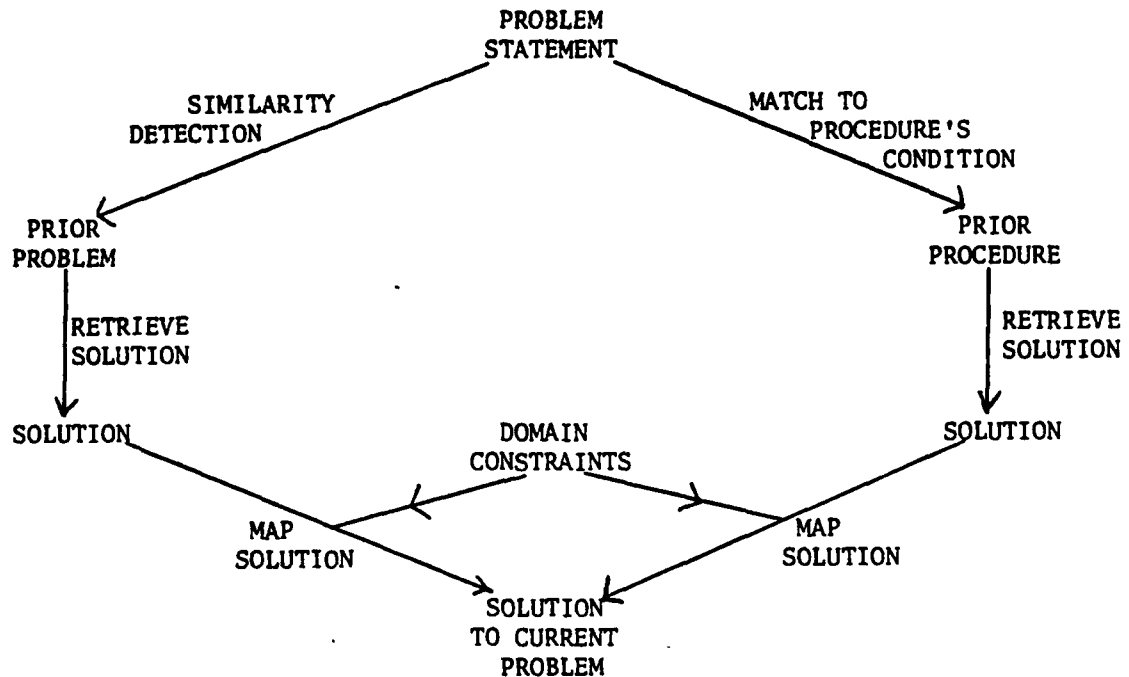 PROBLEM
STATEMENT
SIMILARITY
DETECTION
MATCH TO
PROCEDURE'S
CONDITION
PRIOR
PROBLEM
PRIOR
PROCEDURE
RETRIEVE
SOLUTION
RETRIEVE
SOLUTION
SOLUTION
DOMAIN
CONSTRAINTS
SOLUTION
MAP
SOLUTION
MAP
SOLUTION
SOLUTION
TO CURRENT
PROBLEM